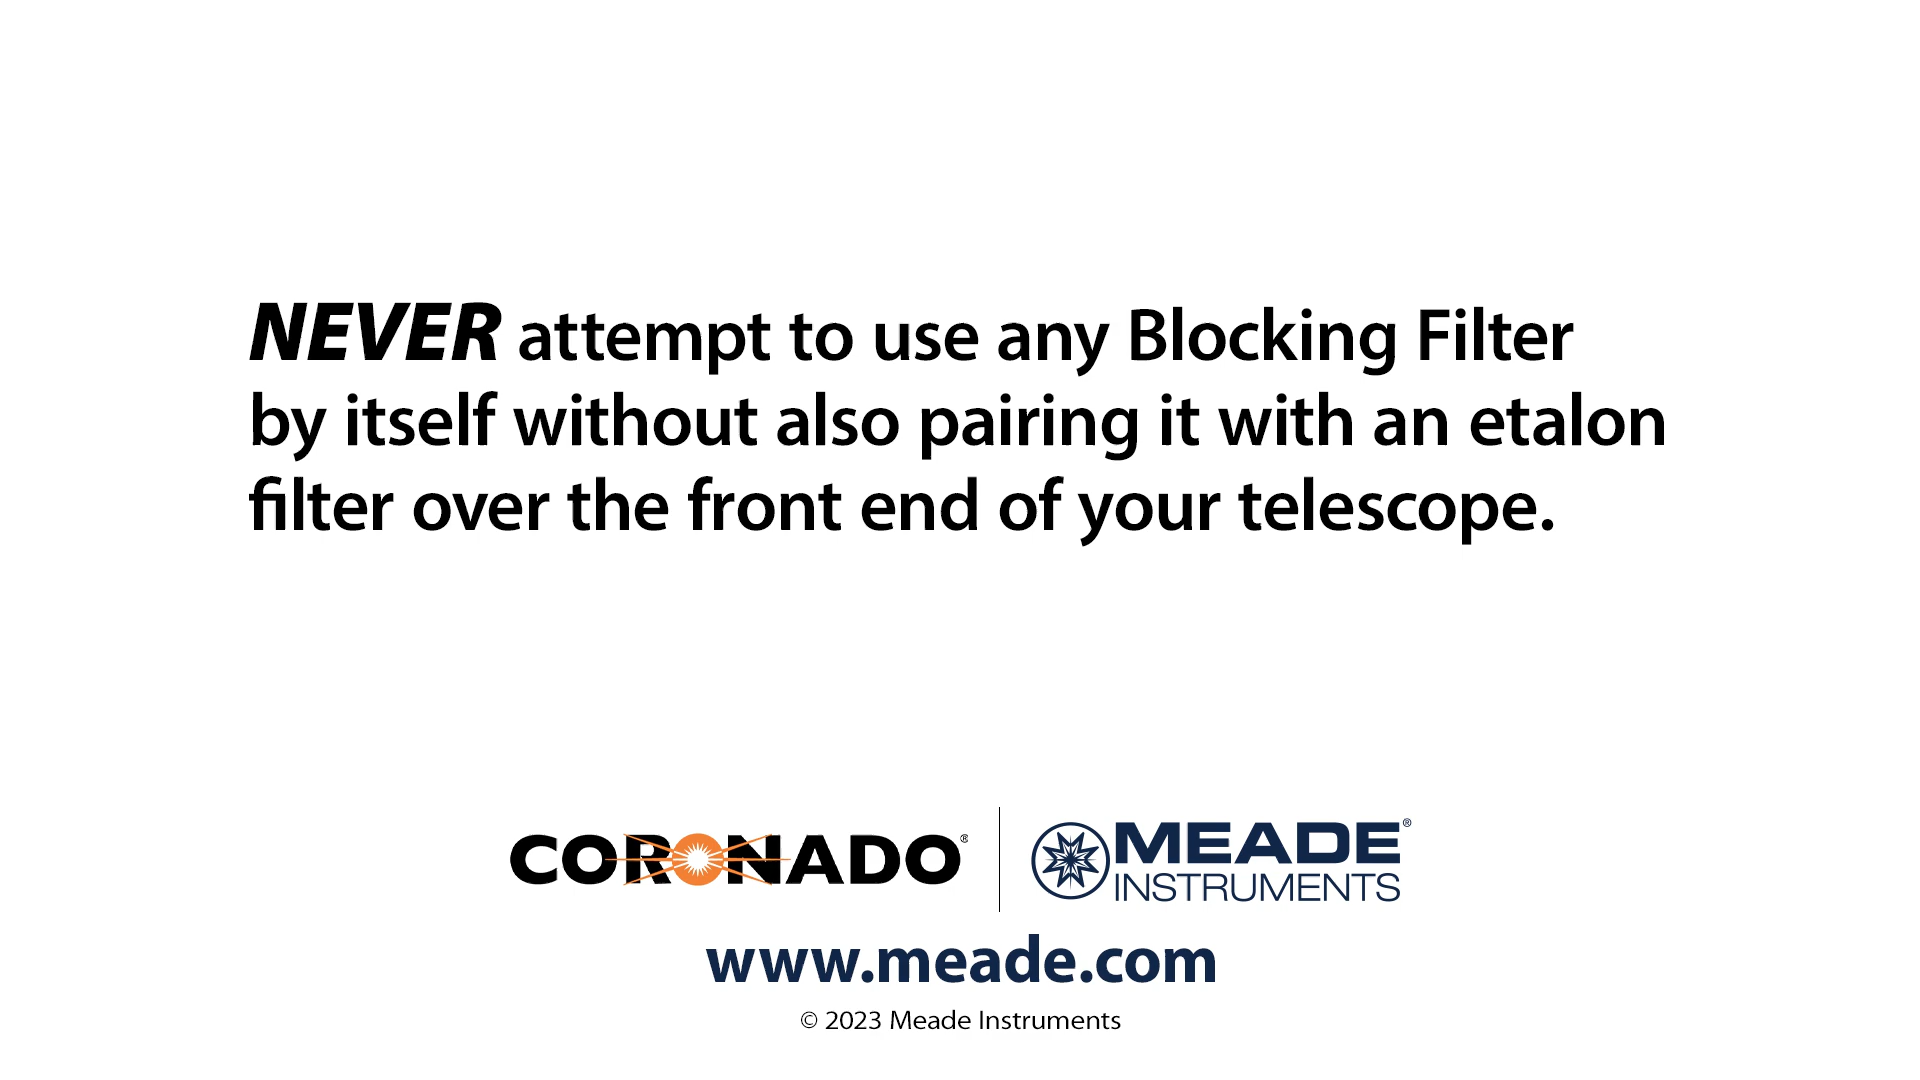 NEVER attempt to use any Blocking Filter
by itself without also pairing it with an etalon
filter over the front end of your telescope.
CORONADO®
MEADE®
INSTRUMENTS
www.meade.com
© 2023 Meade Instruments